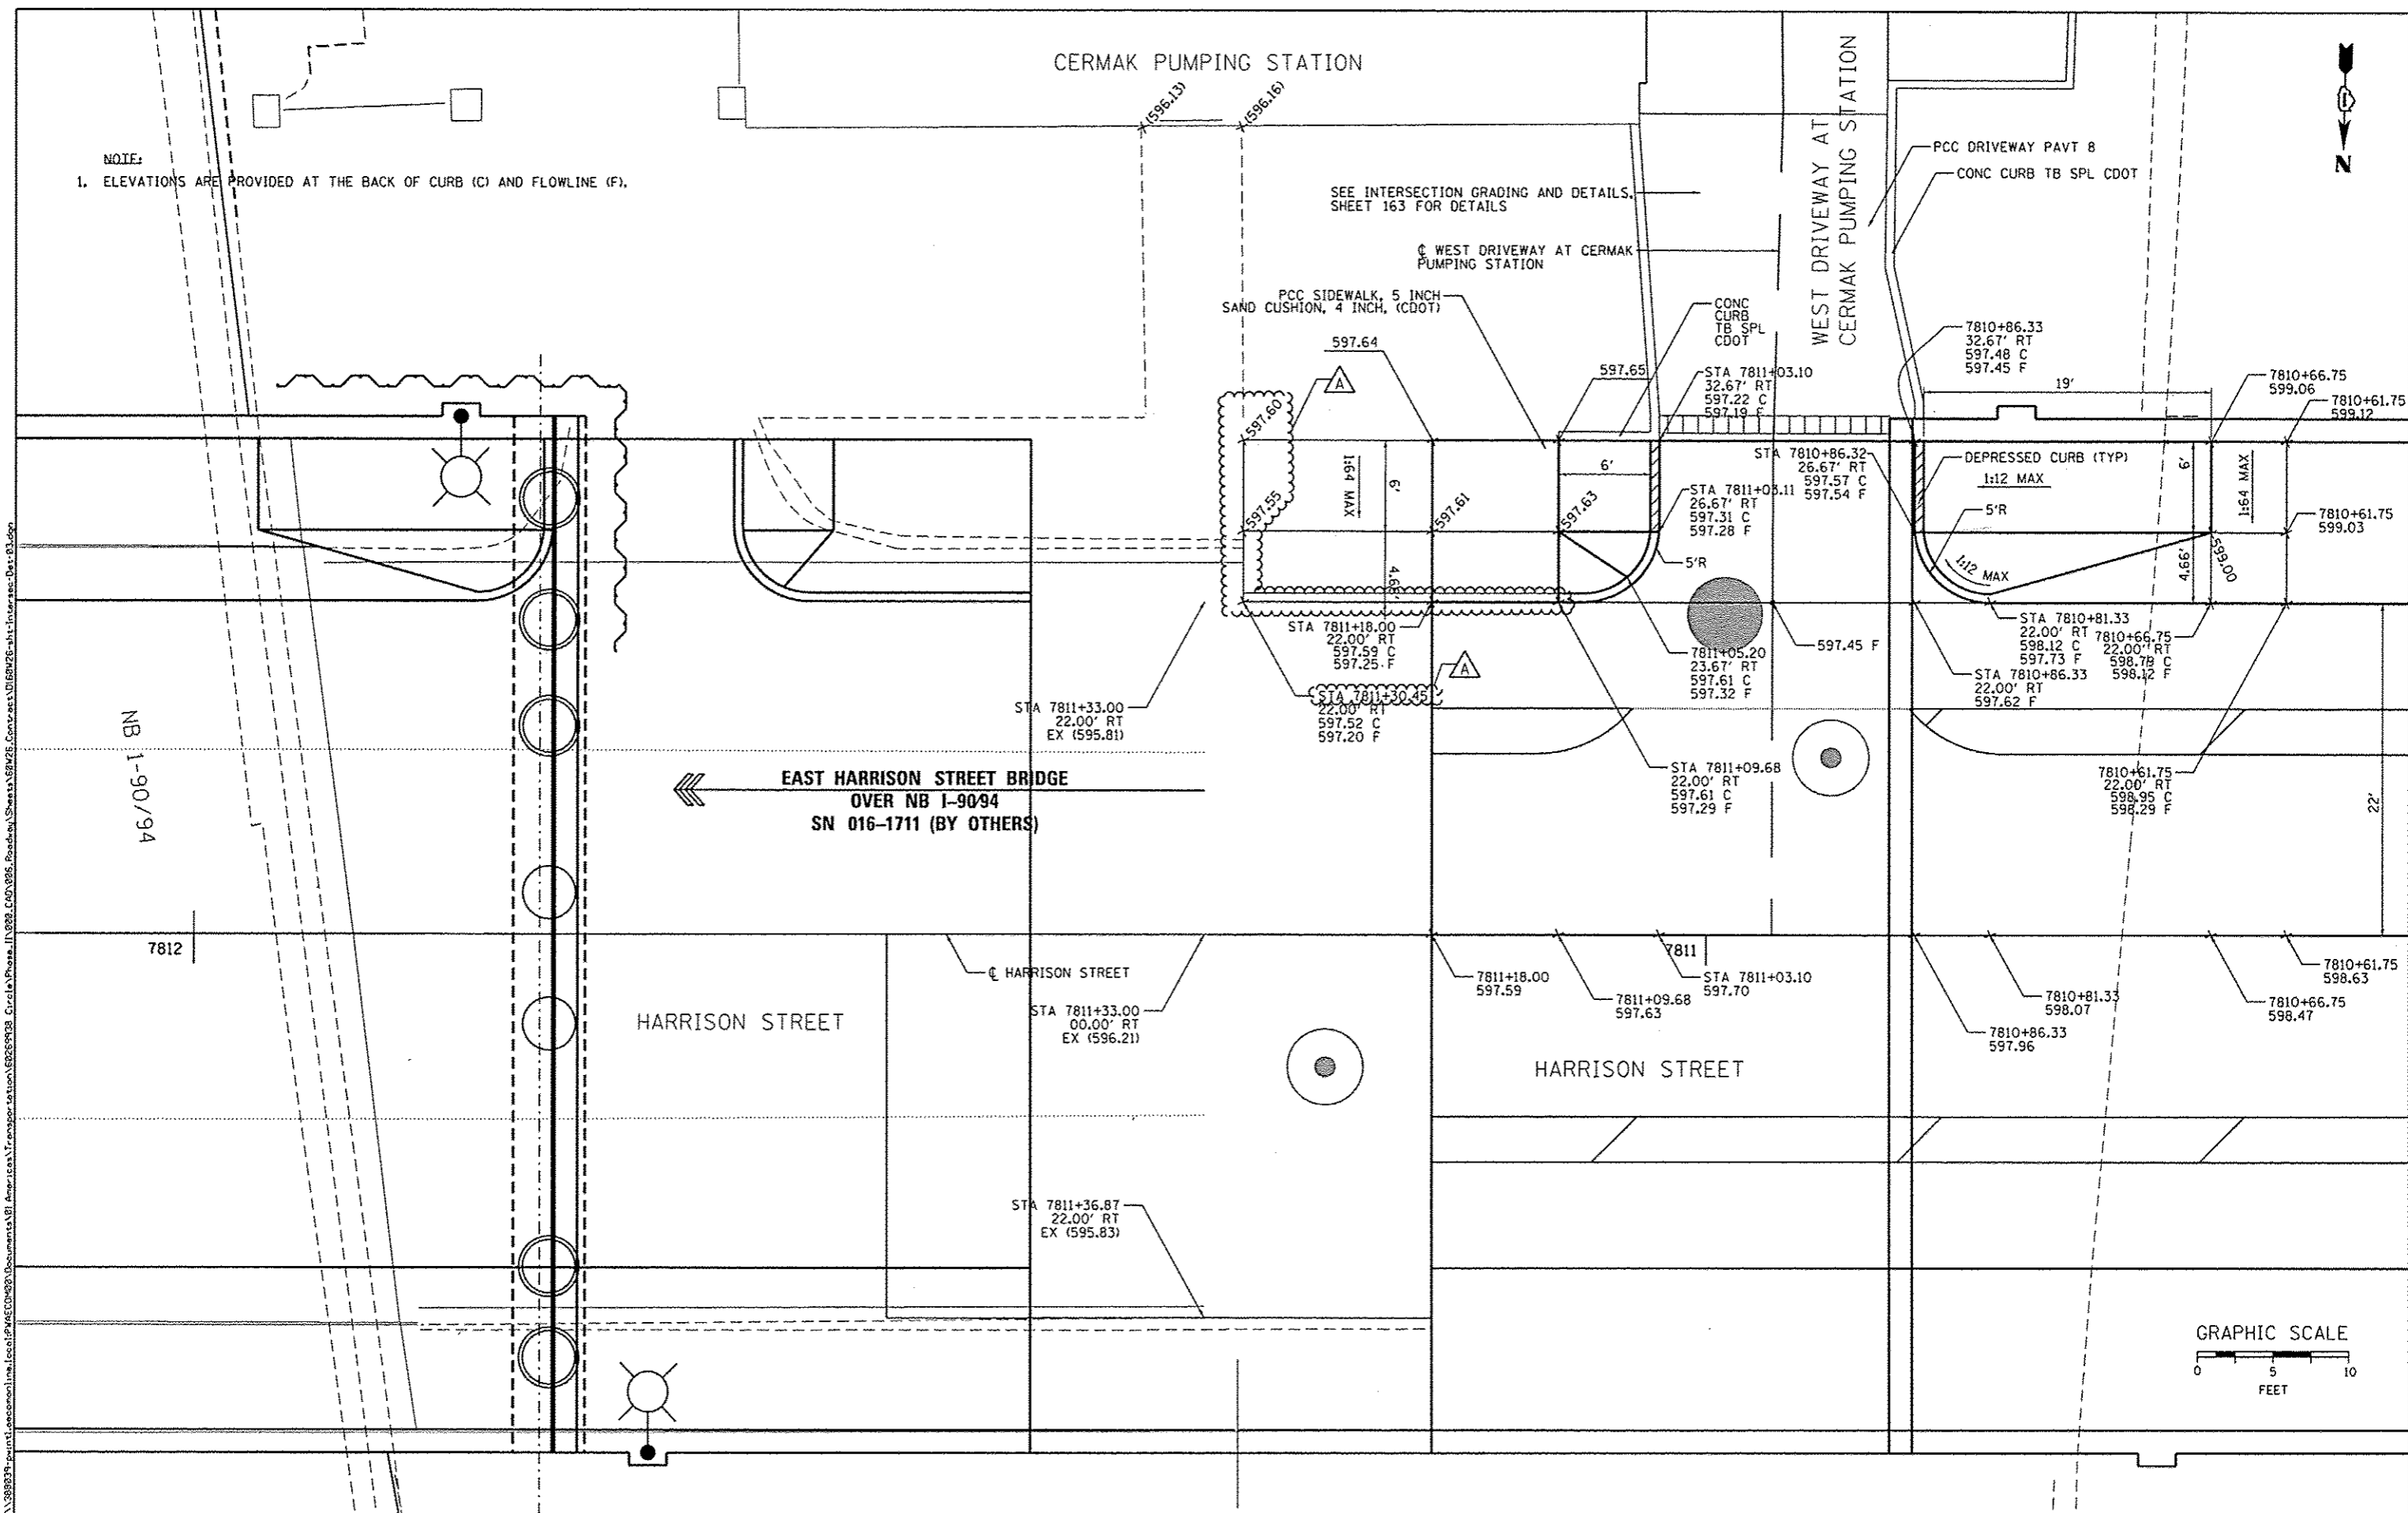 CERMAK PUMPING STATION
(596.13)
(596.16)
WEST DRIVEWAY AT
CERMAK PUMPING STATION
N
NOTE:
1. ELEVATIONS ARE PROVIDED AT THE BACK OF CURB (C) AND FLOWLINE (F).
PCC DRIVEWAY PAVT 8
CONC CURB TB SPL CDOT
SEE INTERSECTION GRADING AND DETAILS,
SHEET 163 FOR DETAILS
℄ WEST DRIVEWAY AT CERMAK
PUMPING STATION
PCC SIDEWALK, 5 INCH
SAND CUSHION, 4 INCH, (CDOT)
CONC
CURB
TB SPL
CDOT
597.64
597.65
A
STA 7811+03.10
32.67' RT
597.22 C
597.19 F
7810+86.33
32.67' RT
597.48 C
597.45 F
19'
7810+66.75
599.06
7810+61.75
599.12
597.60
597.55
1:64 MAX
6'
4.66'
597.61
597.63
6'
STA 7811+03.11
26.67' RT
597.31 C
597.28 F
5'R
STA 7810+86.32
26.67' RT
597.57 C
597.54 F
DEPRESSED CURB (TYP)
1:12 MAX
5'R
1:12 MAX
6'
4.66'
1:64 MAX
599.00
7810+61.75
599.03
STA 7811+18.00
22.00' RT
597.59 C
597.25 F
A
STA 7811+30.45
22.00' RT
597.52 C
597.20 F
STA 7811+33.00
22.00' RT
EX (595.81)
7811+05.20
23.67' RT
597.61 C
597.32 F
597.45 F
STA 7810+81.33
22.00' RT
598.12 C
597.73 F
7810+66.75
22.00' RT
598.78 C
598.12 F
STA 7810+86.33
22.00' RT
597.62 F
STA 7811+09.68
22.00' RT
597.61 C
597.29 F
7810+61.75
22.00' RT
598.95 C
598.29 F
22'
NB I-90/94
EAST HARRISON STREET BRIDGE
OVER NB I-90/94
SN 016-1711 (BY OTHERS)
7812
℄ HARRISON STREET
7811
7811+18.00
597.59
7811+09.68
597.63
STA 7811+03.10
597.70
7810+86.33
597.96
7810+81.33
598.07
7810+66.75
598.47
7810+61.75
598.63
HARRISON STREET
STA 7811+33.00
00.00' RT
EX (596.21)
HARRISON STREET
STA 7811+36.87
22.00' RT
EX (595.83)
GRAPHIC SCALE
0 5 10
FEET